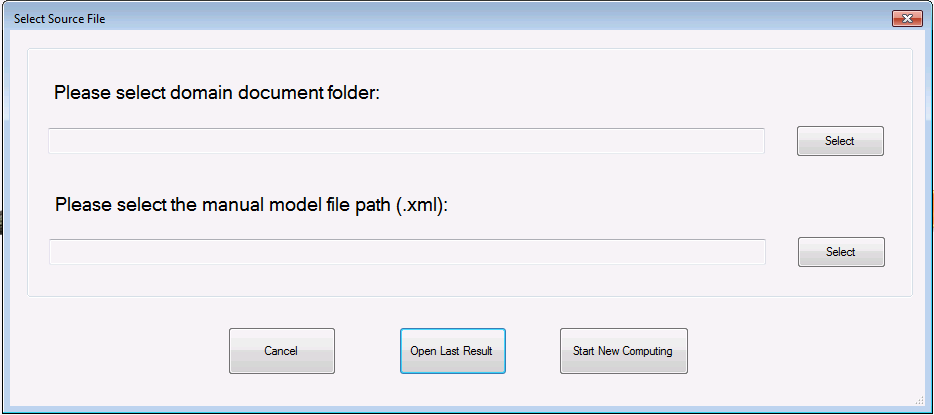 Select Source File
Please select domain document folder:
Select
Please select the manual model file path (.xml):
Select
Cancel
Open Last Result
Start New Computing